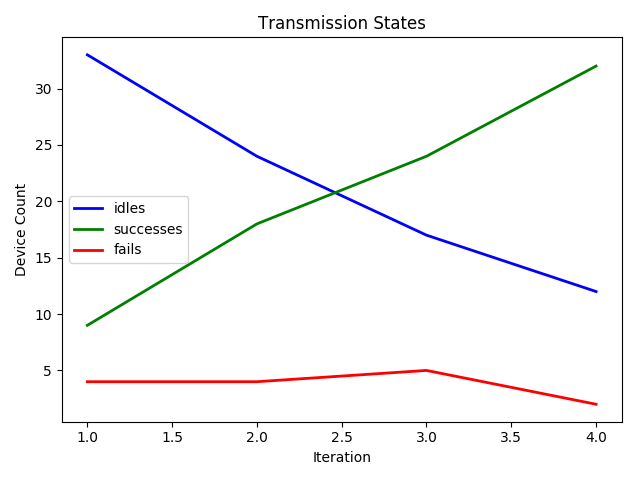 Transmission States
Device Count
30
25
20
15
10
5
idles
successes
fails
1.0 1.5 2.0 2.5 3.0 3.5 4.0
Iteration